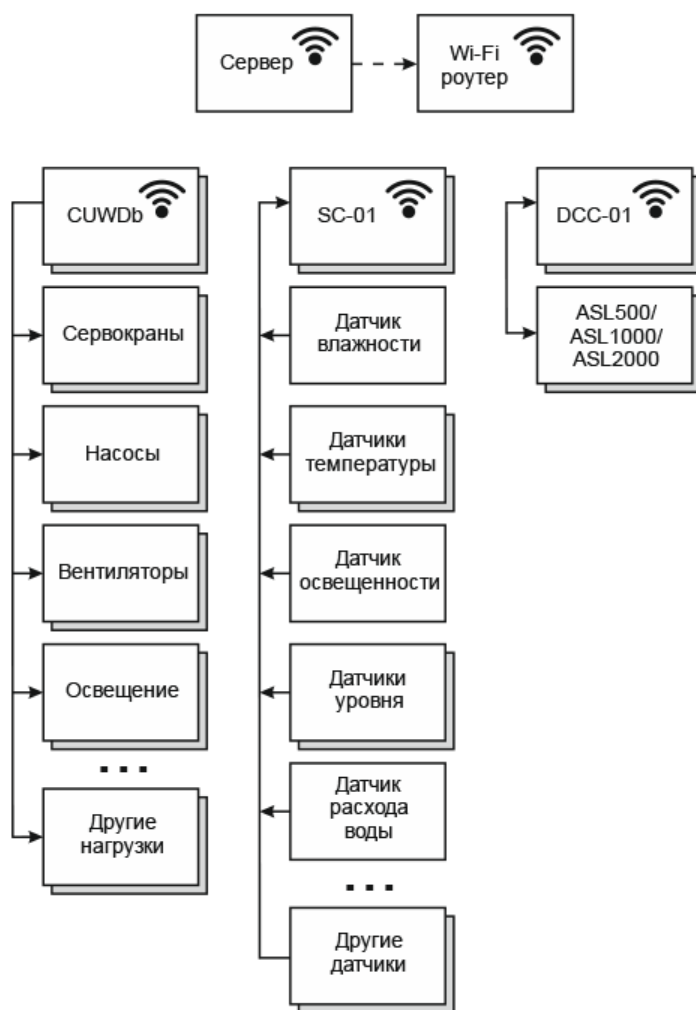 Сервер
Wi-Fi
роутер
CUWDb
Сервокраны
Насосы
Вентиляторы
Освещение
...
Другие
нагрузки
SC-01
Датчик
влажности
Датчики
температуры
Датчик
освещенности
Датчики
уровня
Датчик
расхода
воды
...
Другие
датчики
DCC-01
ASL500/
ASL1000/
ASL2000